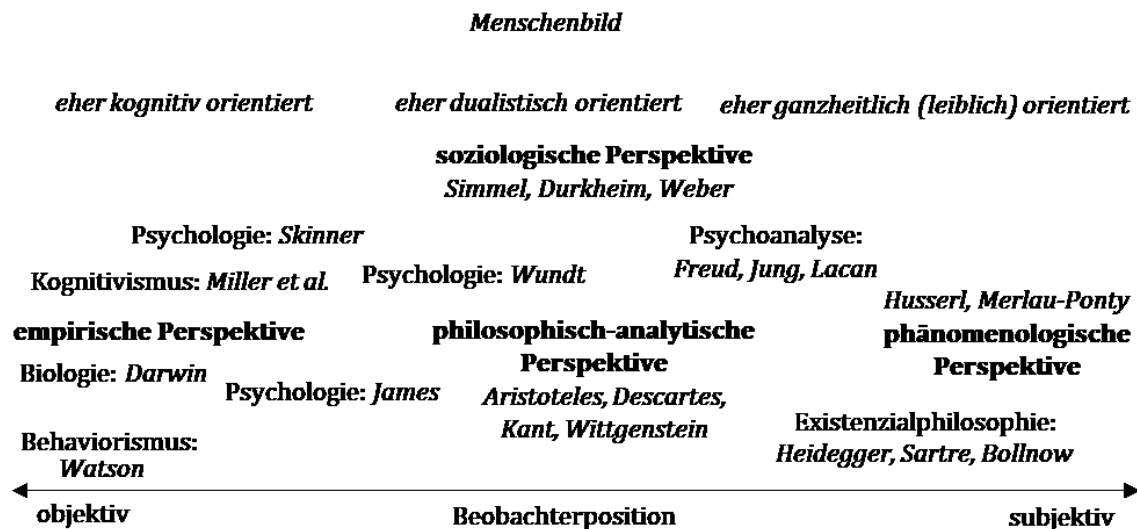 Menschenbild
eher kognitiv orientiert
eher dualistisch orientiert
eher ganzheitlich (leiblich) orientiert
soziologische Perspektive
Simmel, Durkheim, Weber
Psychologie: Skinner
Psychoanalyse:
Freud, Jung, Lacan
Kognitivismus: Miller et al.
Psychologie: Wundt
Husserl, Merlau-Ponty
empirische Perspektive
philosophisch-analytische
Perspektive
phänomenologische
Perspektive
Biologie: Darwin
Psychologie: James
Aristoteles, Descartes,
Kant, Wittgenstein
Existenzialphilosophie:
Heidegger, Sartre, Bollnow
Behaviorismus:
Watson
objektiv
Beobachterposition
subjektiv